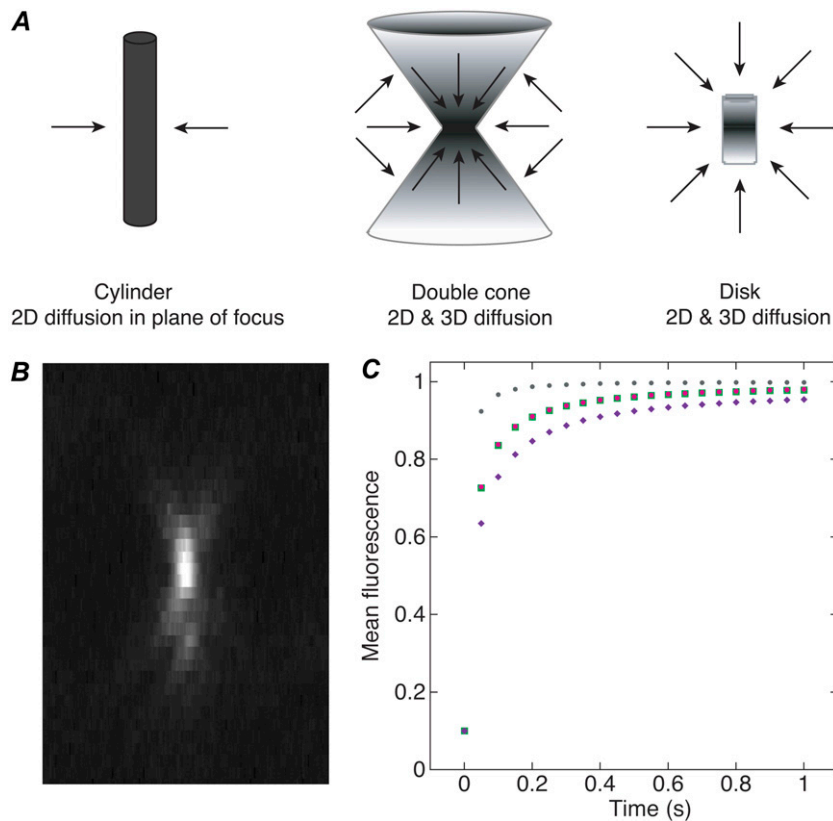 A
Cylinder
2D diffusion in plane of focus
Double cone
2D & 3D diffusion
Disk
2D & 3D diffusion
B
C
1
0.8
0.6
0.4
0.2
0
0
0.2
0.4
0.6
0.8
1
Mean fluorescence
Time (s)